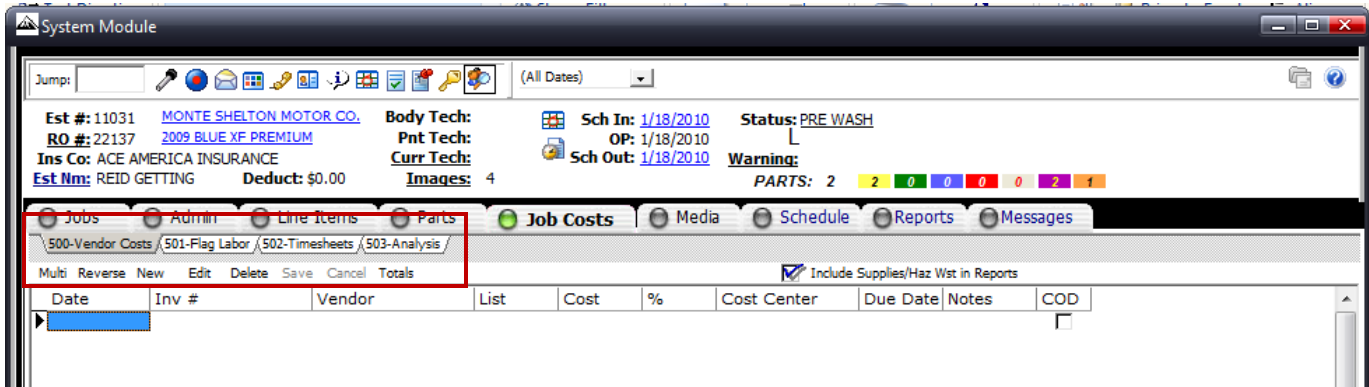 System Module
Jump: (All Dates)
Est #: 11031 MONTE SHELTON MOTOR CO. Body Tech: Sch In: 1/18/2010 Status: PRE WASH
RO #: 22137 2009 BLUE XF PREMIUM Pnt Tech: OP: 1/18/2010 L
Ins Co: ACE AMERICA INSURANCE Curr Tech: Sch Out: 1/18/2010 Warning:
Est Nm: REID GETTING Deduct: $0.00 Images: 4 PARTS: 2 2 0 0 0 0 2 1
Jobs Admin Line Items Parts Job Costs Media Schedule Reports Messages
500-Vendor Costs 501-Flag Labor 502-Timesheets 503-Analysis
Multi Reverse New Edit Delete Save Cancel Totals Include Supplies/Haz Wst in Reports
Date Inv # Vendor List Cost % Cost Center Due Date Notes COD